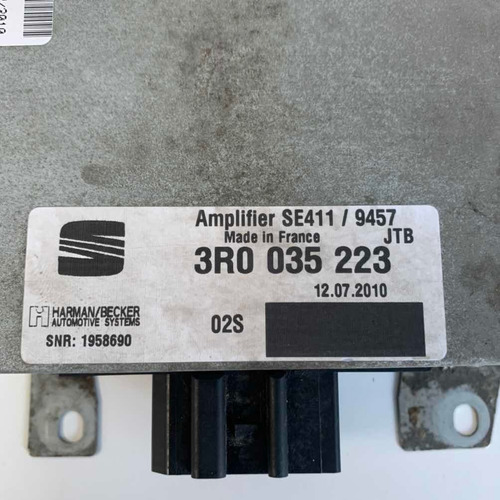 Amplifier SE411 / 9457
Made in France JTB
3R0 035 223
12.07.2010
HARMAN/BECKER
AUTOMOTIVE SYSTEMS
02S
SNR: 1958690